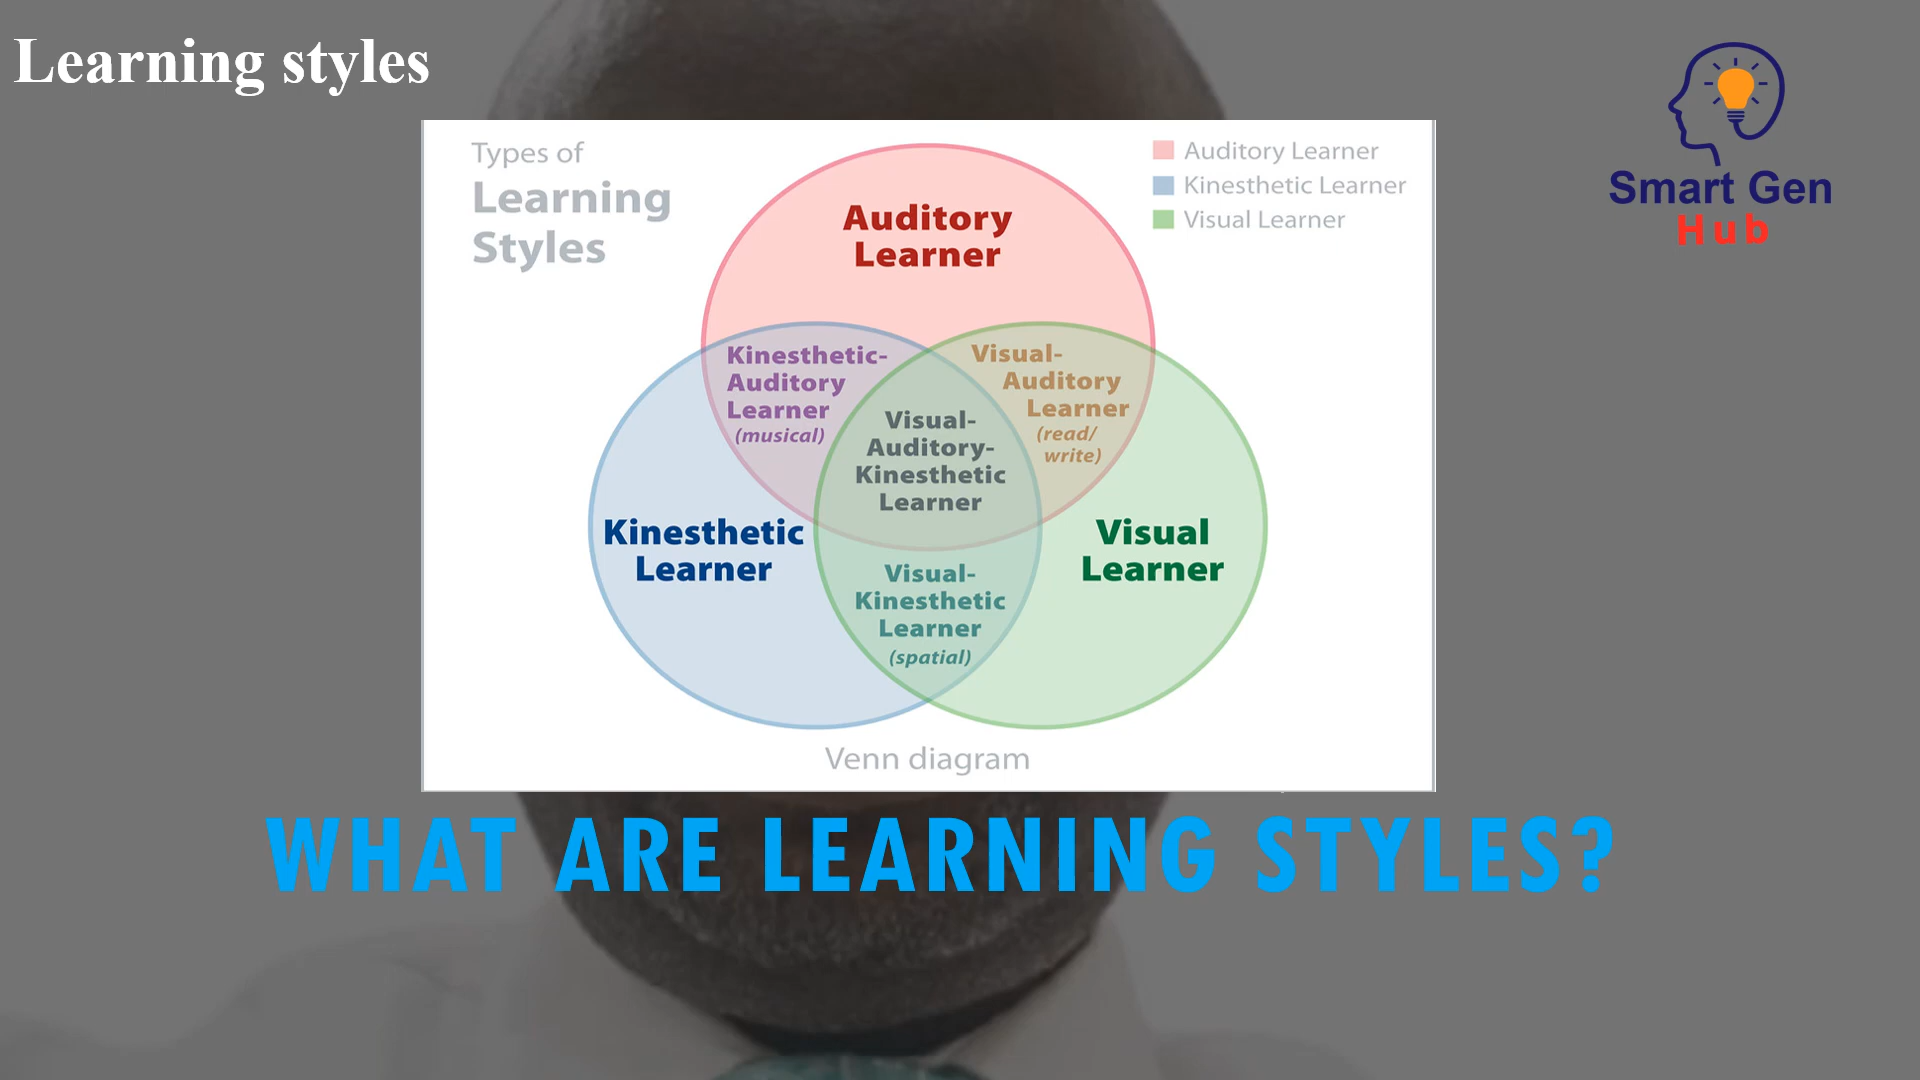 Learning styles
Types of
Learning
Styles
Auditory Learner
Kinesthetic Learner
Visual Learner
Smart Gen
Hub
Auditory
Learner
Kinesthetic-
Auditory
Learner
(musical)
Visual-
Auditory
Learner
(read/
write)
Visual-
Auditory-
Kinesthetic
Learner
Kinesthetic
Learner
Visual
Learner
Visual-
Kinesthetic
Learner
(spatial)
Venn diagram
WHAT ARE LEARNING STYLES?